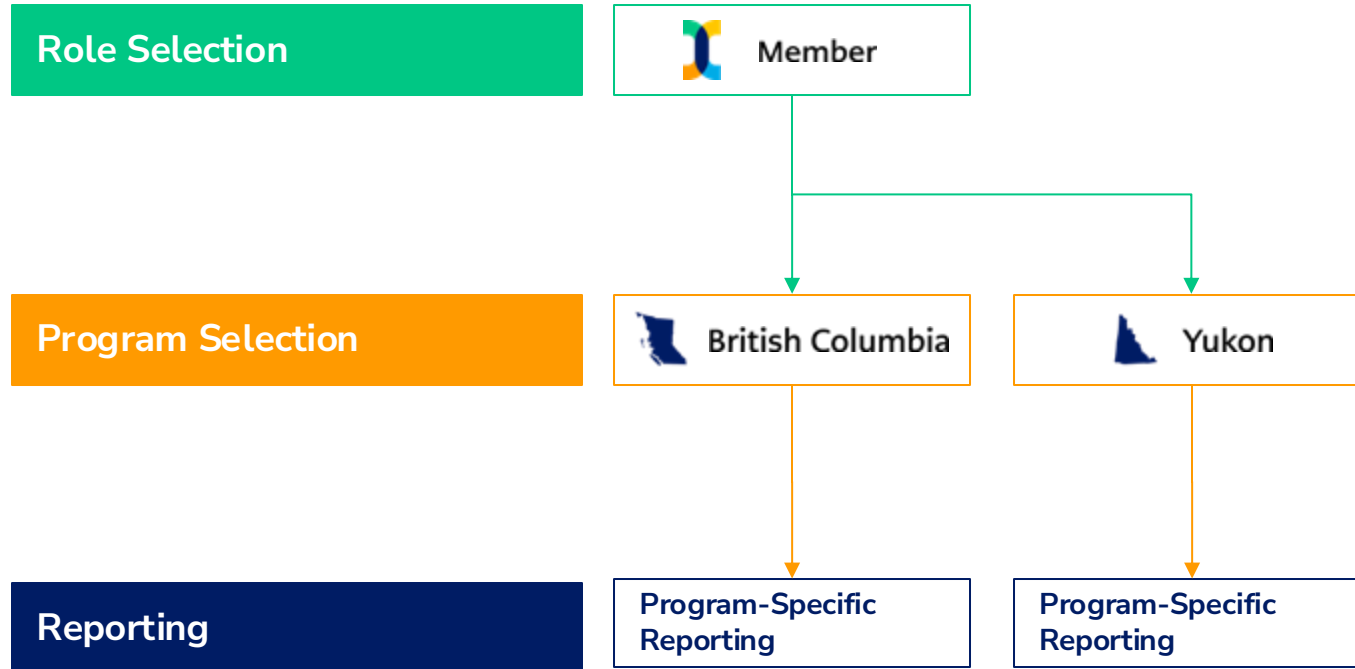 Role Selection
Member
Program Selection
British Columbia
Yukon
Reporting
Program-Specific
Reporting
Program-Specific
Reporting